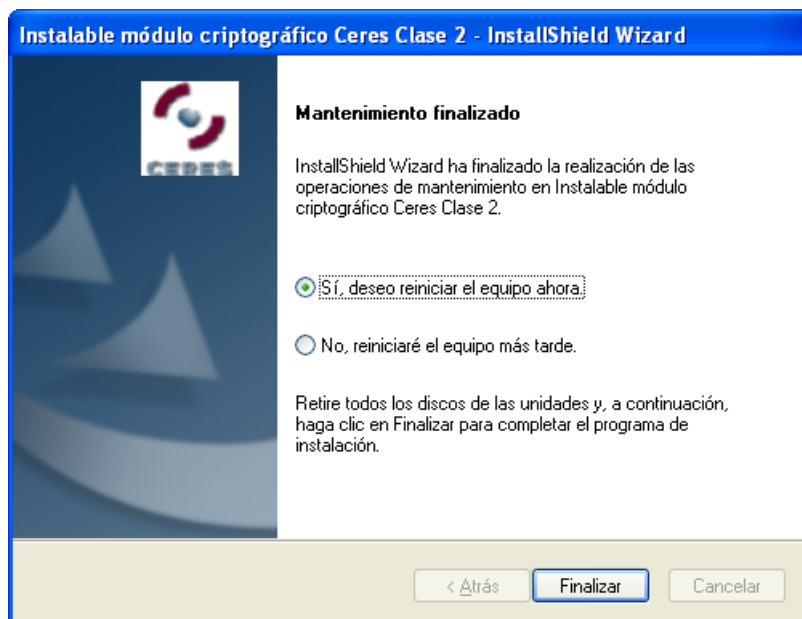 Instalable módulo criptográfico Ceres Clase 2 - InstallShield Wizard
CERES
Mantenimiento finalizado
InstallShield Wizard ha finalizado la realización de las
operaciones de mantenimiento en Instalable módulo
criptográfico Ceres Clase 2.
Sí, deseo reiniciar el equipo ahora.
No, reiniciaré el equipo más tarde.
Retire todos los discos de las unidades y, a continuación,
haga clic en Finalizar para completar el programa de
instalación.
< Atrás Finalizar Cancelar